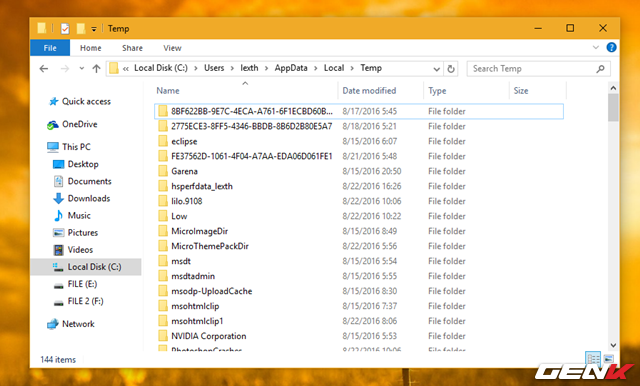 Temp
File Home Share View
Local Disk (C:) Users lexth AppData Local Temp Search Temp
Name Date modified Type Size
Quick access
OneDrive
This PC
Desktop
Documents
Downloads
Music
Pictures
Videos
Local Disk (C:)
FILE (E:)
FILE 2 (F:)
Network
8BF622BB-9E7C-4ECA-A761-6F1ECBD60B... 8/17/2016 5:45 File folder
2775ECE3-8FF5-4346-BBDB-8B6D2B80E5A7 8/18/2016 5:21 File folder
eclipse 8/15/2016 6:07 File folder
FE37562D-1061-4F04-A7AA-EDA06D061FE1 8/21/2016 5:48 File folder
Garena 8/15/2016 20:50 File folder
hsperfdata_lexth 8/22/2016 16:26 File folder
lilo.9108 8/22/2016 10:06 File folder
Low 8/22/2016 10:22 File folder
MicroImageDir 8/15/2016 8:49 File folder
MicroThemePackDir 8/22/2016 5:56 File folder
msdt 8/15/2016 5:54 File folder
msdtadmin 8/15/2016 5:55 File folder
msodp-UploadCache 8/15/2016 8:30 File folder
msohtmlclip 8/15/2016 7:37 File folder
msohtmlclip1 8/22/2016 8:06 File folder
NVIDIA Corporation 8/15/2016 5:53 File folder
PhotoshopCrashes 8/22/2016 10:06 File folder
144 items
GENK